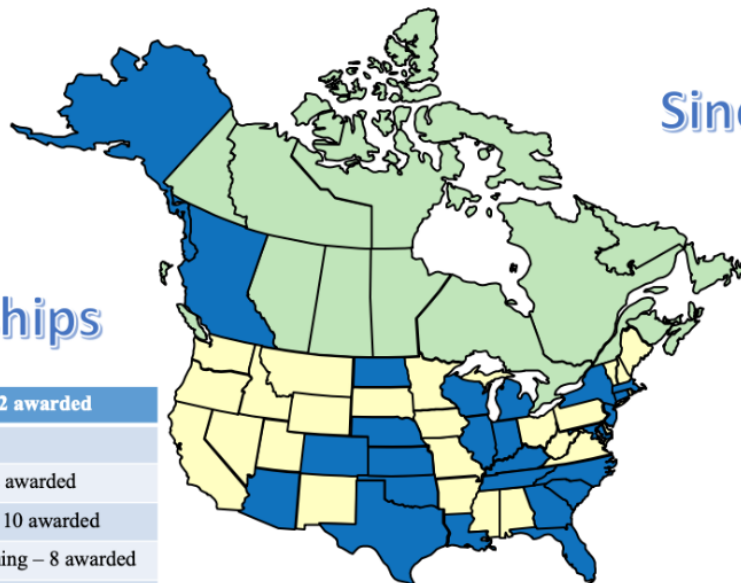 Sinc
hips
2 awarded
awarded
10 awarded
ing – 8 awarded